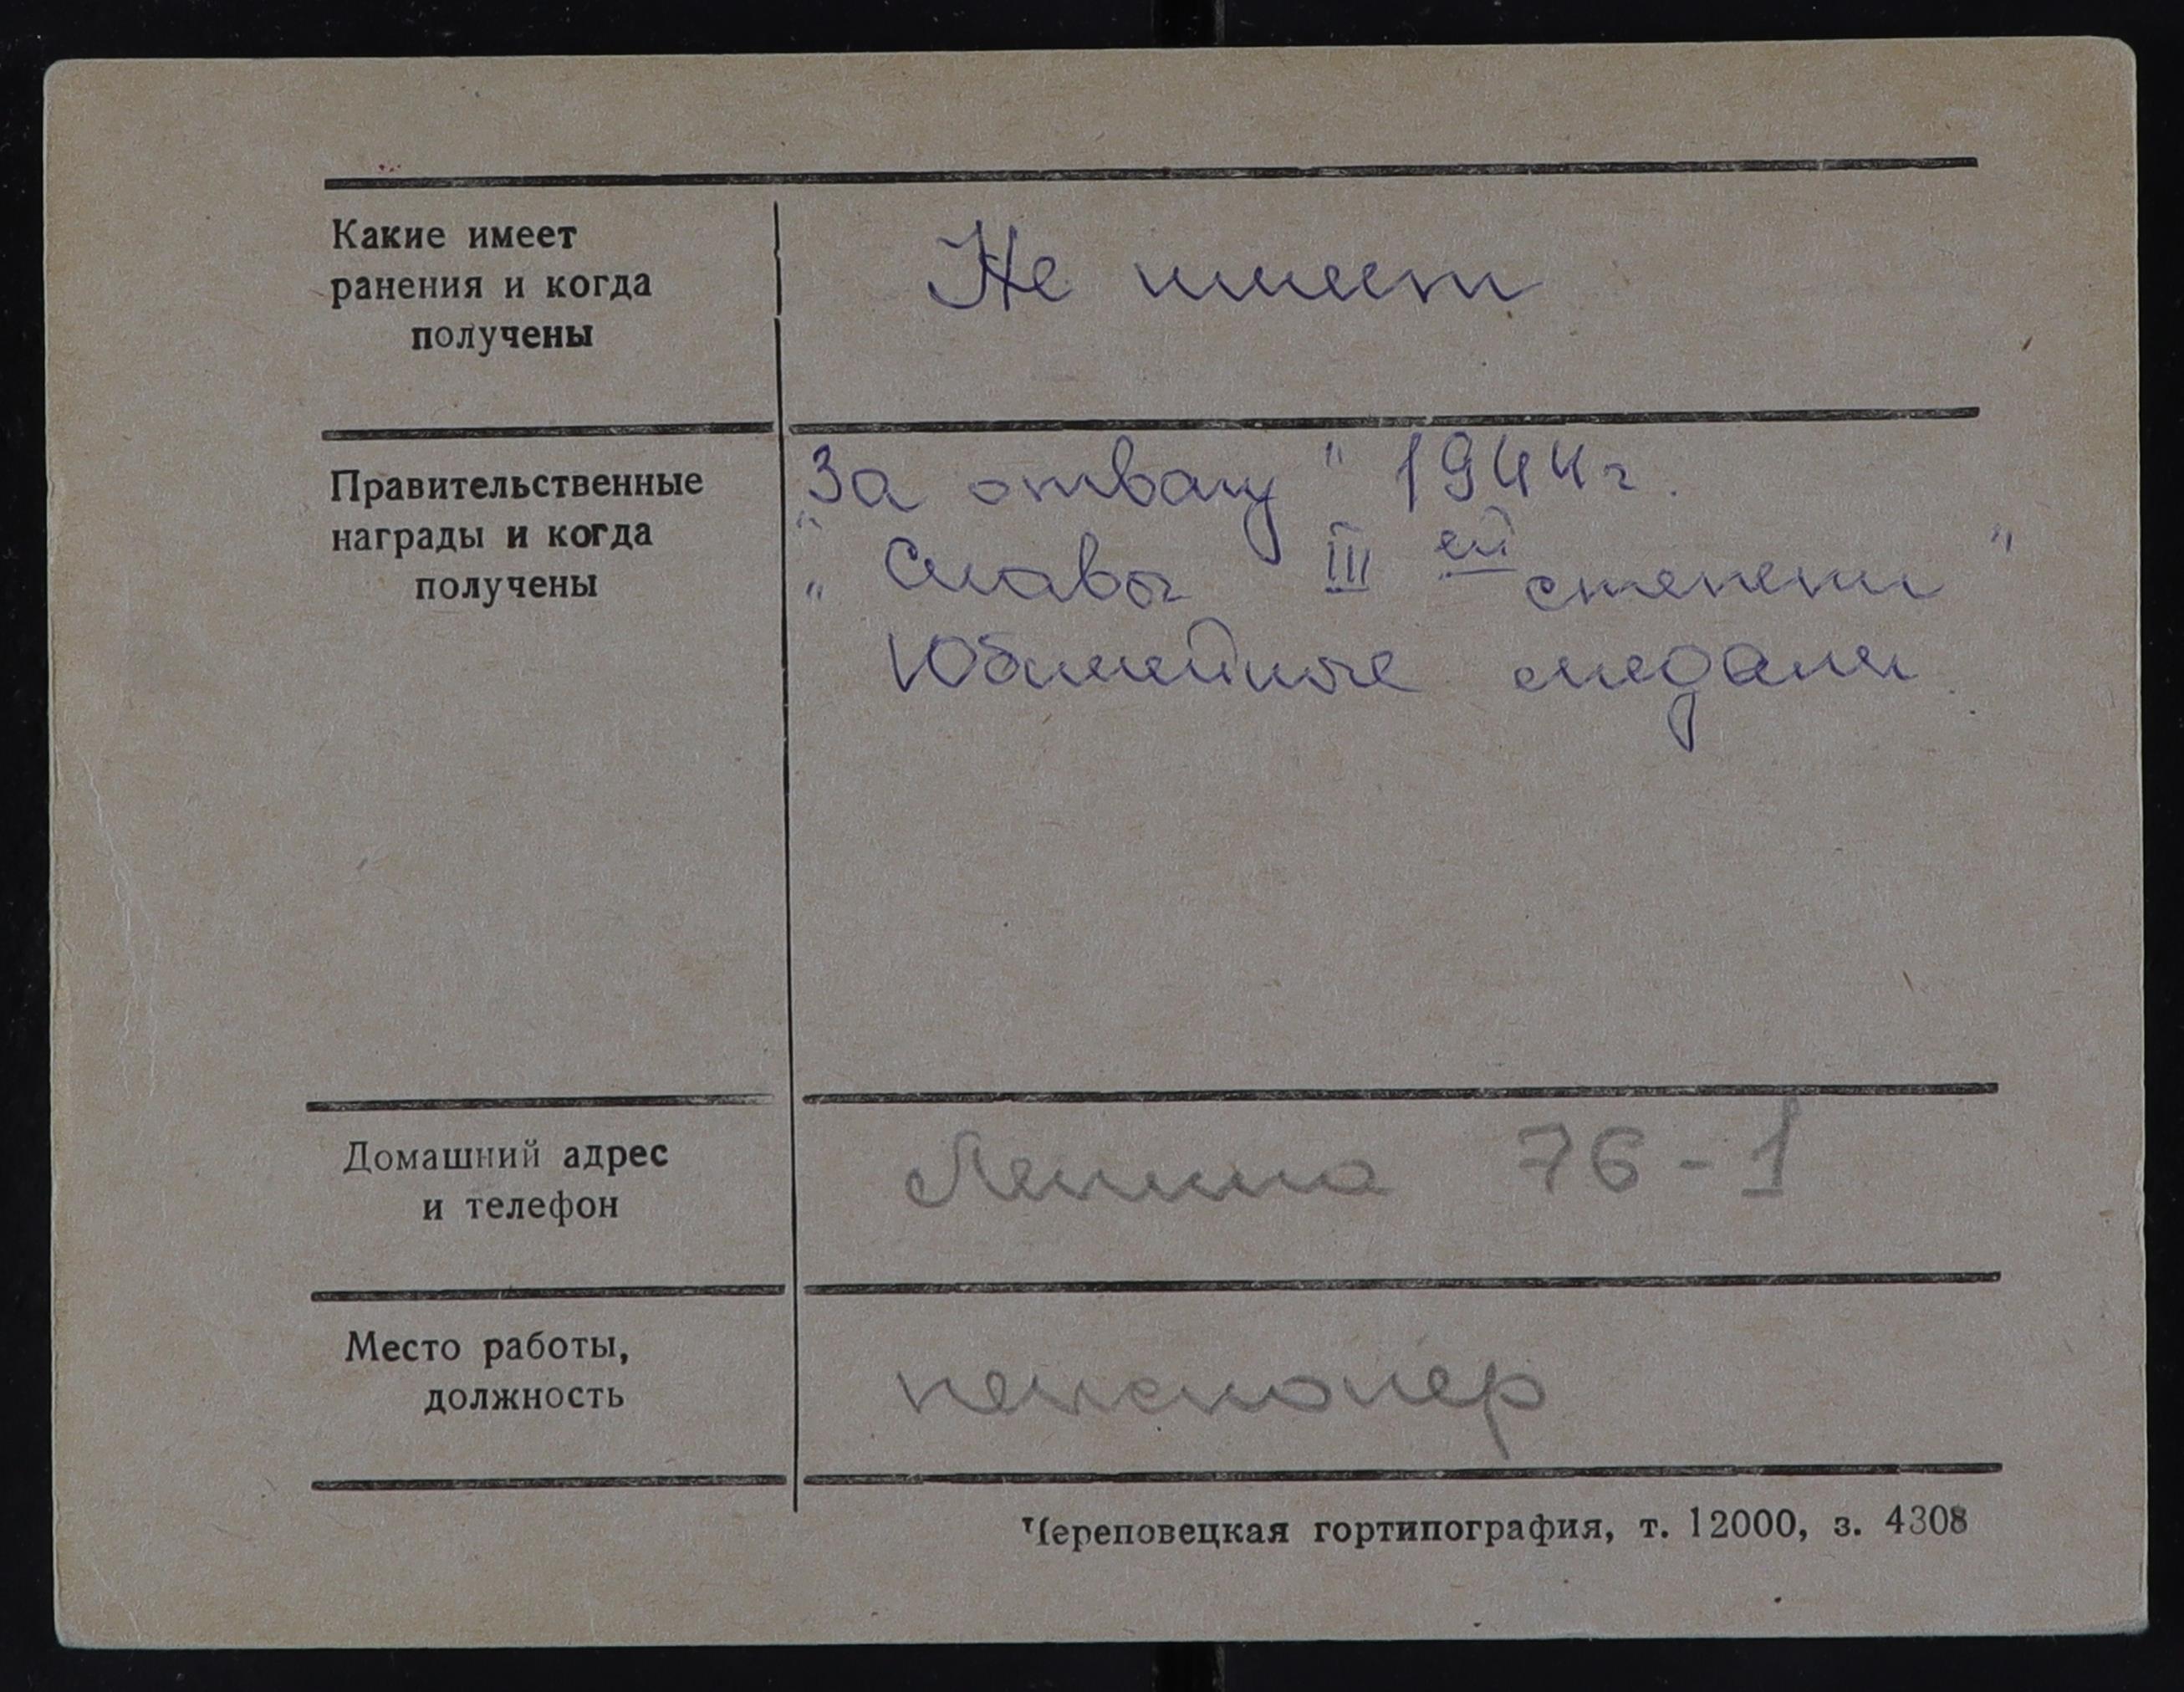 Какие имеет
ранения и когда
получены
Не имеет
Правительственные
награды и когда
получены
"За отвагу" 1944 г.
"Славы III ей степени"
Юбилейные медали
Домашний адрес
и телефон
Ленина 76-1
Место работы,
должность
пенсионер
Череповецкая гортипография, т. 12000, з. 4308